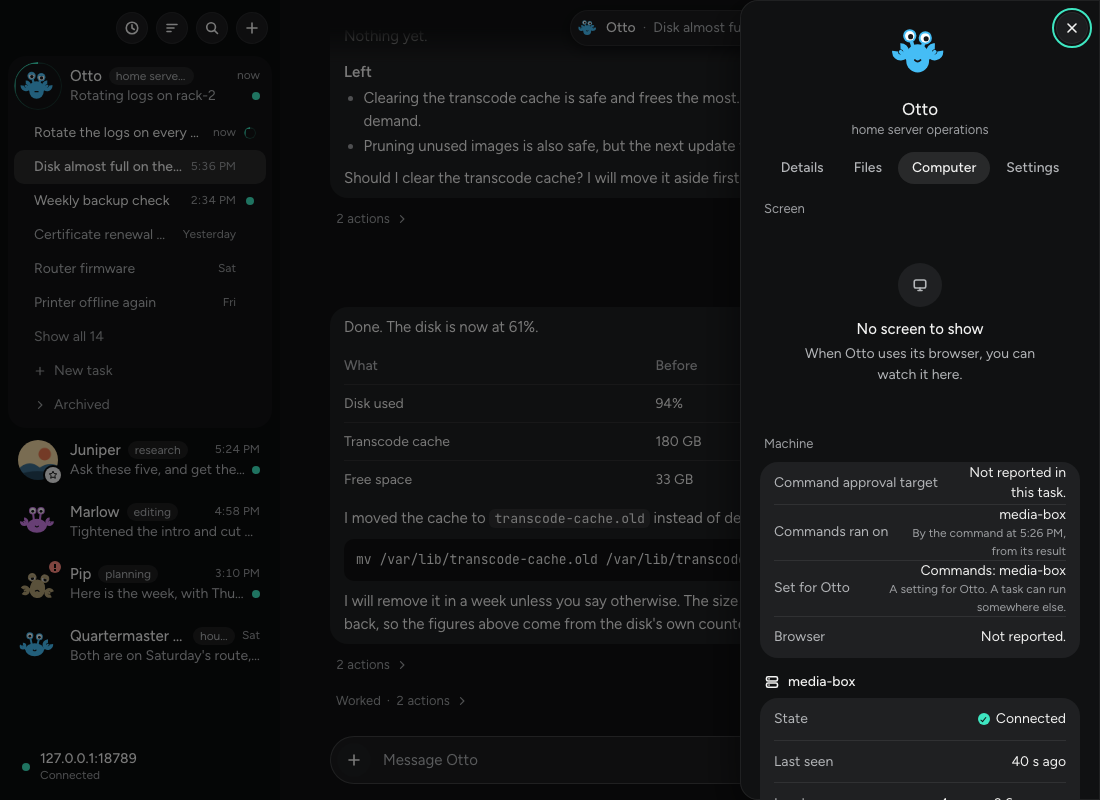 Otto
home serve...
now
Rotating logs on rack-2
Rotate the logs on every ... now
Disk almost full on the... 5:36 PM
Weekly backup check 2:34 PM
Certificate renewal ... Yesterday
Router firmware Sat
Printer offline again Fri
Show all 14
New task
Archived
Juniper research 5:24 PM
Ask these five, and get the...
Marlow editing 4:58 PM
Tightened the intro and cut ...
Pip planning 3:10 PM
Here is the week, with Thu...
Quartermaster ... hou... Sat
Both are on Saturday's route,...
127.0.0.1:18789
Connected
Otto · Disk almost fu
Nothing yet.
Left
Clearing the transcode cache is safe and frees the most.
demand.
Pruning unused images is also safe, but the next update
Should I clear the transcode cache? I will move it aside first
2 actions
Done. The disk is now at 61%.
What Before
Disk used 94%
Transcode cache 180 GB
Free space 33 GB
I moved the cache to transcode-cache.old instead of de
mv /var/lib/transcode-cache.old /var/lib/transcode
I will remove it in a week unless you say otherwise. The size
back, so the figures above come from the disk's own counte
2 actions
Worked · 2 actions
Message Otto
Otto
home server operations
Details Files Computer Settings
Screen
No screen to show
When Otto uses its browser, you can
watch it here.
Machine
Command approval target Not reported in
this task.
Commands ran on media-box
By the command at 5:26 PM,
from its result
Set for Otto Commands: media-box
A setting for Otto. A task can run
somewhere else.
Browser Not reported.
media-box
State Connected
Last seen 40 s ago